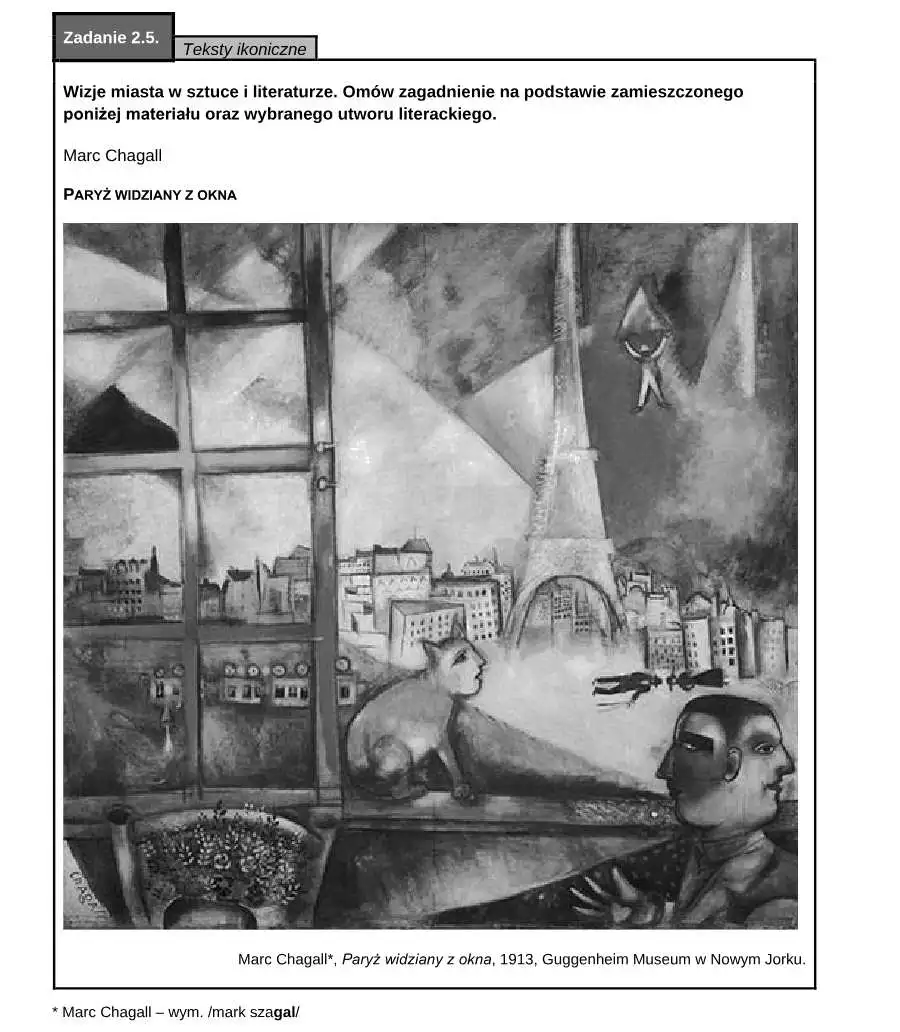 Zadanie 2.5.
Teksty ikoniczne
Wizje miasta w sztuce i literaturze. Omów zagadnienie na podstawie zamieszczonego
poniżej materiału oraz wybranego utworu literackiego.
Marc Chagall
PARYŻ WIDZIANY Z OKNA
Marc Chagall*, Paryż widziany z okna, 1913, Guggenheim Museum w Nowym Jorku.
* Marc Chagall – wym. /mark szagal/